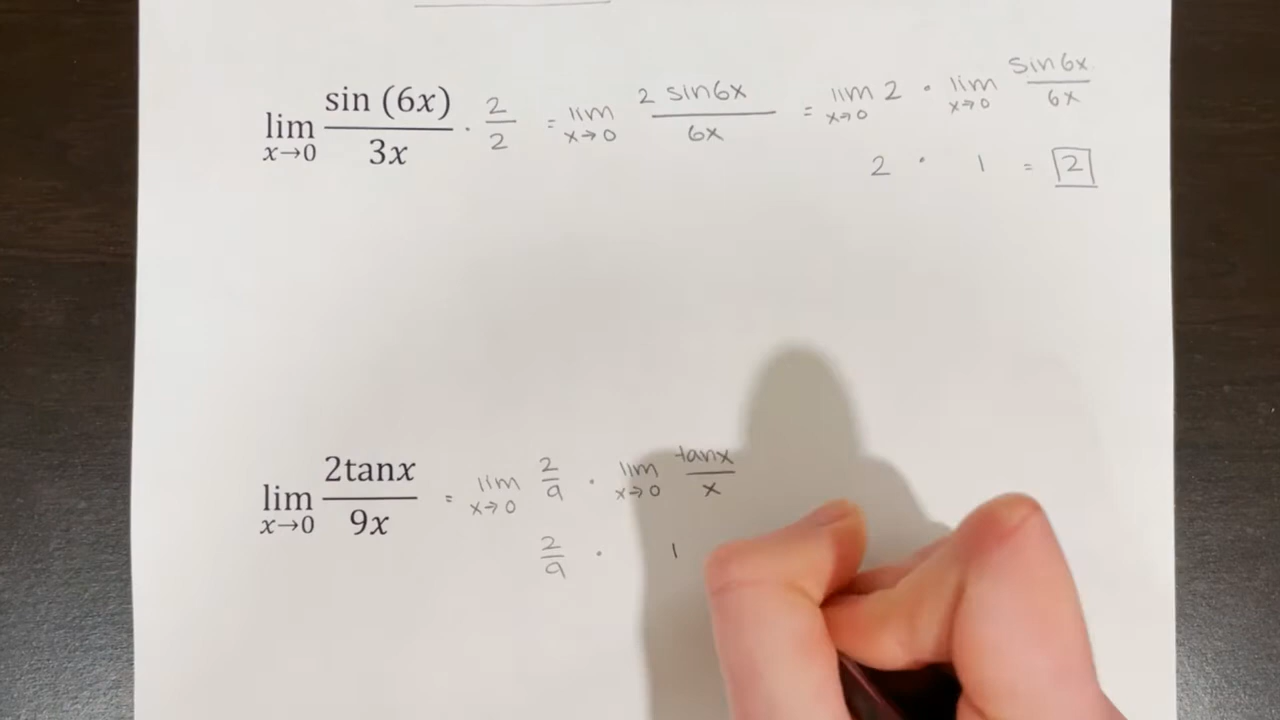 lim x→0 sin (6x) / 3x · 2/2 = lim x→0 2 sin6x / 6x = lim x→0 2 · lim x→0 sin6x / 6x
2 · 1 = 2
lim x→0 2tanx / 9x = lim x→0 2/9 · lim x→0 tanx / x
2/9 · 1